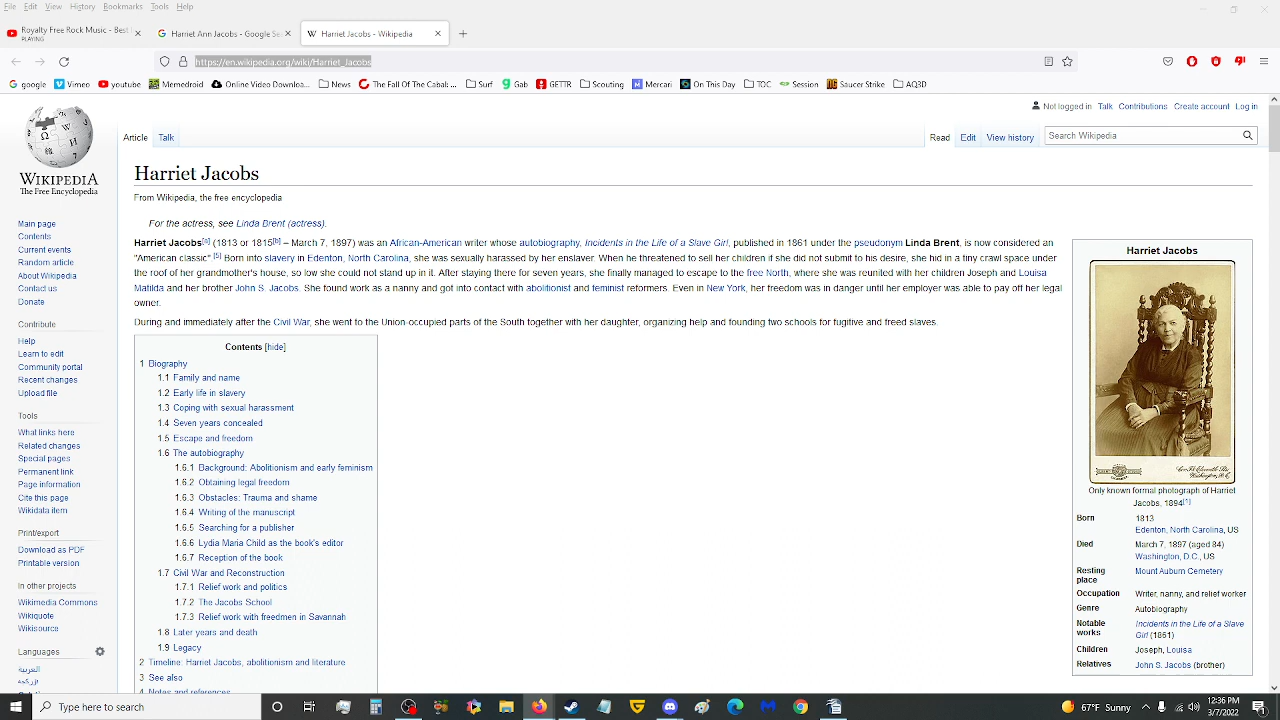 File Edit View History Bookmarks Tools Help
Royalty Free Rock Music - Best
PLAYING
Harriet Ann Jacobs - Google Se
Harriet Jacobs - Wikipedia
https://en.wikipedia.org/wiki/Harriet_Jacobs
google Vimeo youtube Memedroid Online Video Downloa... News The Fall Of The Cabal: ... Surf Gab GETTR Scouting Mercari On This Day TOC Session Saucer Strike AQ3D
Not logged in Talk Contributions Create account Log in
Article Talk Read Edit View history Search Wikipedia
WIKIPEDIA
The Free Encyclopedia
Main page
Contents
Current events
Random article
About Wikipedia
Contact us
Donate
Contribute
Help
Learn to edit
Community portal
Recent changes
Upload file
Tools
What links here
Related changes
Special pages
Permanent link
Page information
Cite this page
Wikidata item
Print/export
Download as PDF
Printable version
In other projects
Wikimedia Commons
Wikiquote
Wikisource
Languages
العربية
Harriet Jacobs
From Wikipedia, the free encyclopedia
For the actress, see Linda Brent (actress).
Harriet Jacobs[a] (1813 or 1815[b] – March 7, 1897) was an African-American writer whose autobiography, Incidents in the Life of a Slave Girl, published in 1861 under the pseudonym Linda Brent, is now considered an
"American classic".[5] Born into slavery in Edenton, North Carolina, she was sexually harassed by her enslaver. When he threatened to sell her children if she did not submit to his desire, she hid in a tiny crawl space under
the roof of her grandmother's house, so low she could not stand up in it. After staying there for seven years, she finally managed to escape to the free North, where she was reunited with her children Joseph and Louisa
Matilda and her brother John S. Jacobs. She found work as a nanny and got into contact with abolitionist and feminist reformers. Even in New York, her freedom was in danger until her employer was able to pay off her legal
owner.
During and immediately after the Civil War, she went to the Union-occupied parts of the South together with her daughter, organizing help and founding two schools for fugitive and freed slaves.
Contents [hide]
1 Biography
1.1 Family and name
1.2 Early life in slavery
1.3 Coping with sexual harassment
1.4 Seven years concealed
1.5 Escape and freedom
1.6 The autobiography
1.6.1 Background: Abolitionism and early feminism
1.6.2 Obtaining legal freedom
1.6.3 Obstacles: Trauma and shame
1.6.4 Writing of the manuscript
1.6.5 Searching for a publisher
1.6.6 Lydia Maria Child as the book's editor
1.6.7 Reception of the book
1.7 Civil War and Reconstruction
1.7.1 Relief work and politics
1.7.2 The Jacobs School
1.7.3 Relief work with freedmen in Savannah
1.8 Later years and death
1.9 Legacy
2 Timeline: Harriet Jacobs, abolitionism and literature
3 See also
4 Notes and references
Harriet Jacobs
Only known formal photograph of Harriet
Jacobs, 1894[1]
Born 1813
Edenton, North Carolina, US
Died March 7, 1897 (aged 84)
Washington, D.C., US
Resting place Mount Auburn Cemetery
Occupation Writer, nanny, and relief worker
Genre Autobiography
Notable works Incidents in the Life of a Slave
Girl (1861)
Children Joseph, Louisa
Relatives John S. Jacobs (brother)
Type here to search
67°F Sunny
12:36 PM
3/7/2022